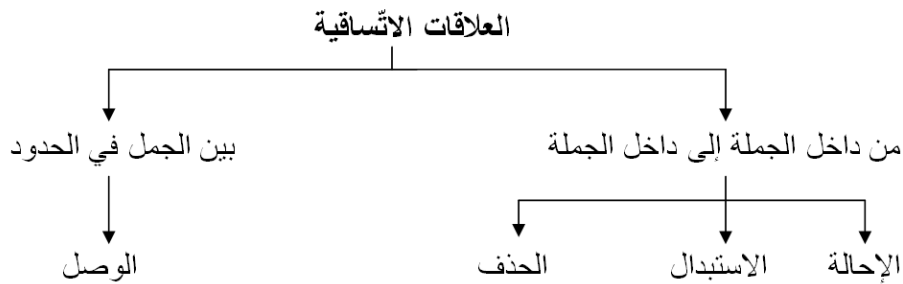 العلاقات الاتّساقية
من داخل الجملة إلى داخل الجملة
بين الجمل في الحدود
الإحالة
الاستبدال
الحذف
الوصل